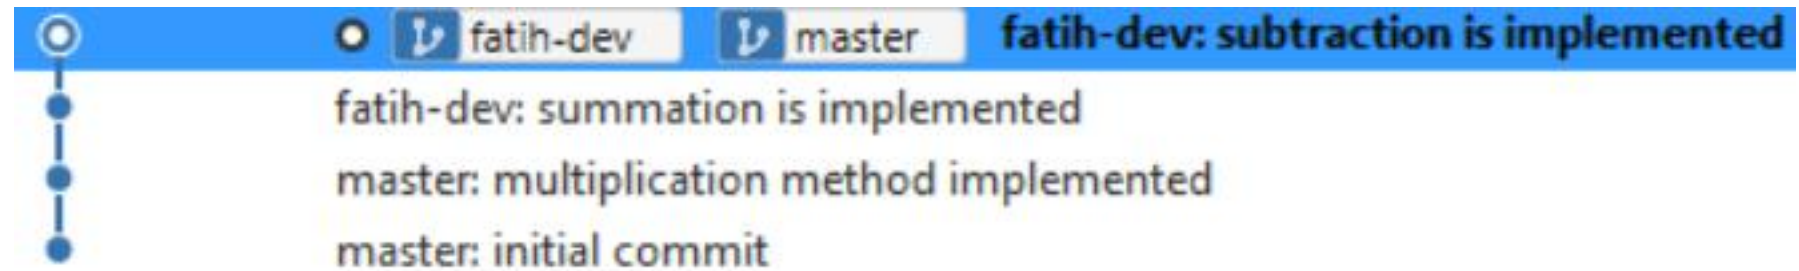 fatih-dev master fatih-dev: subtraction is implemented
fatih-dev: summation is implemented
master: multiplication method implemented
master: initial commit